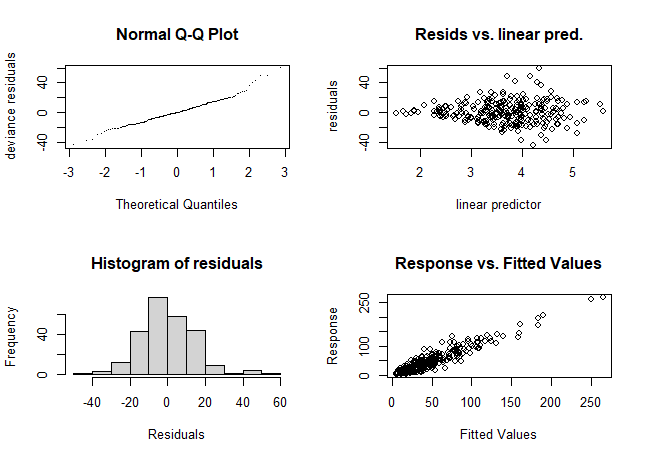 Normal Q-Q Plot
deviance residuals
-40 0 40
-3 -2 -1 0 1 2 3
Theoretical Quantiles
Resids vs. linear pred.
residuals
-40 0 40
2 3 4 5
linear predictor
Histogram of residuals
Frequency
0 40
-40 -20 0 20 40 60
Residuals
Response vs. Fitted Values
Response
0 100 250
0 50 100 150 200 250
Fitted Values